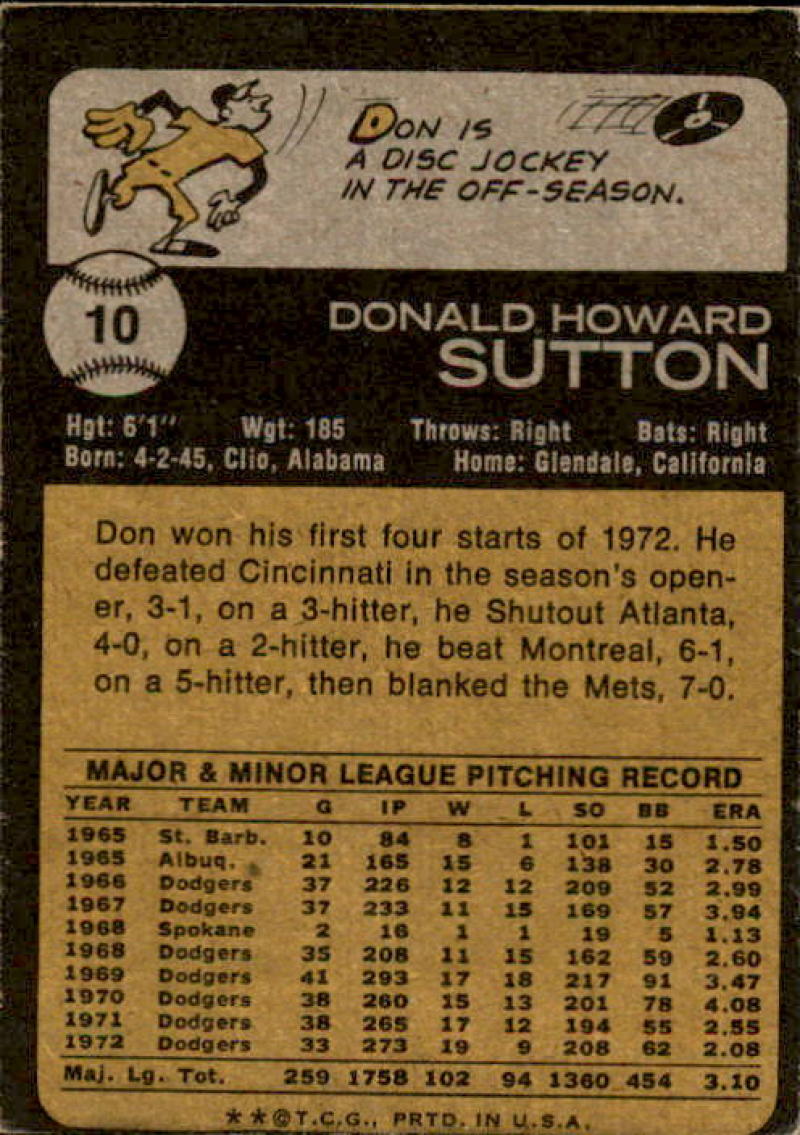 DON IS
A DISC JOCKEY
IN THE OFF-SEASON.
10
DONALD HOWARD
SUTTON
Hgt: 6'1" Wgt: 185 Throws: Right Bats: Right
Born: 4-2-45, Clio, Alabama Home: Glendale, California
Don won his first four starts of 1972. He
defeated Cincinnati in the season's open-
er, 3-1, on a 3-hitter, he Shutout Atlanta,
4-0, on a 2-hitter, he beat Montreal, 6-1,
on a 5-hitter, then blanked the Mets, 7-0.
MAJOR & MINOR LEAGUE PITCHING RECORD
YEAR TEAM G IP W L SO BB ERA
1965 St. Barb. 10 84 8 1 101 15 1.50
1965 Albuq. 21 165 15 6 138 30 2.78
1966 Dodgers 37 226 12 12 209 52 2.99
1967 Dodgers 37 233 11 15 169 57 3.94
1968 Spokane 2 16 1 1 19 5 1.13
1968 Dodgers 35 208 11 15 162 59 2.60
1969 Dodgers 41 293 17 18 217 91 3.47
1970 Dodgers 38 260 15 13 201 78 4.08
1971 Dodgers 38 265 17 12 194 55 2.55
1972 Dodgers 33 273 19 9 208 62 2.08
Maj. Lg. Tot. 259 1758 102 94 1360 454 3.10
**©T.C.G., PRTD. IN U.S.A.